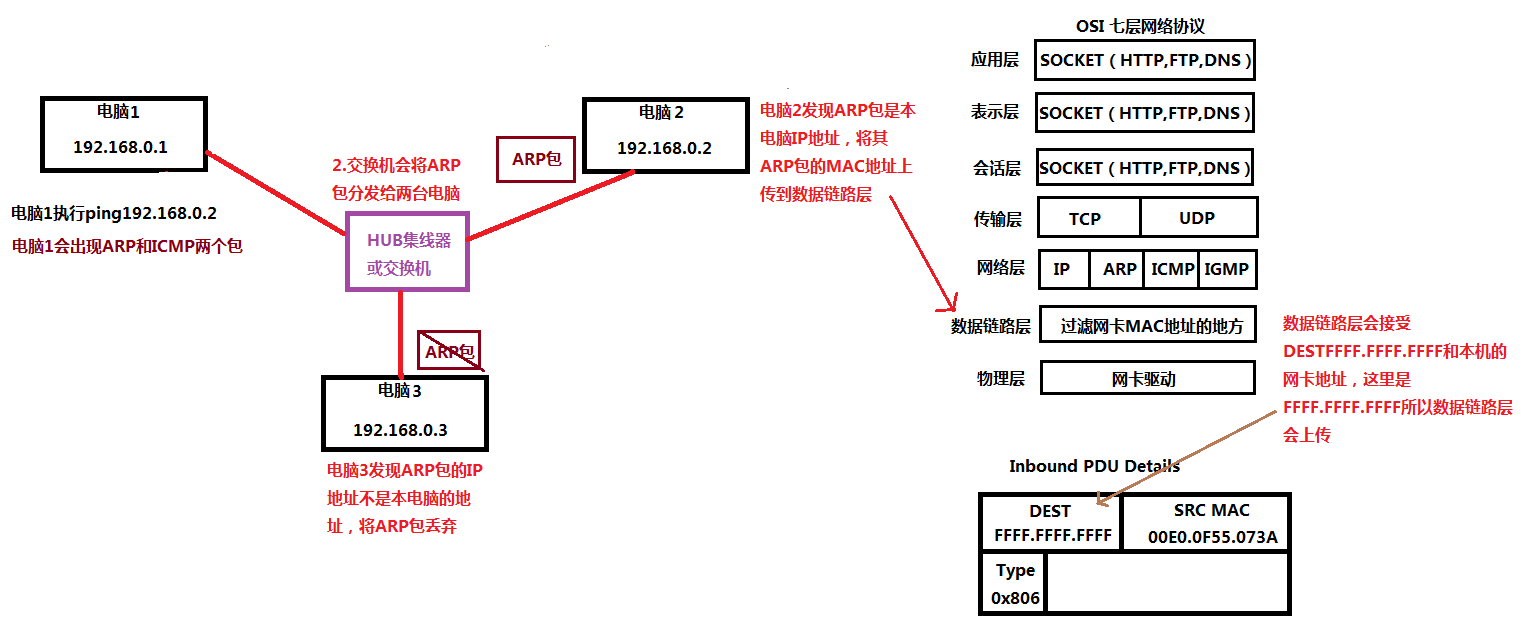 电脑1
192.168.0.1
电脑1执行ping192.168.0.2
电脑1会出现ARP和ICMP两个包
2.交换机会将ARP
包分发给两台电脑
HUB集线器
或交换机
ARP包
电脑2
192.168.0.2
电脑2发现ARP包是本
电脑IP地址，将其
ARP包的MAC地址上
传到数据链路层
ARP包
电脑3
192.168.0.3
电脑3发现ARP包的IP
地址不是本电脑的地
址，将ARP包丢弃
OSI 七层网络协议
应用层 SOCKET（HTTP,FTP,DNS）
表示层 SOCKET（HTTP,FTP,DNS）
会话层 SOCKET（HTTP,FTP,DNS）
传输层 TCP UDP
网络层 IP ARP ICMP IGMP
数据链路层 过滤网卡MAC地址的地方
物理层 网卡驱动
数据链路层会接受
DESTFFFF.FFFF.FFFF和本机的
网卡地址，这里是
FFFF.FFFF.FFFF所以数据链路层
会上传
Inbound PDU Details
DEST SRC MAC
FFFF.FFFF.FFFF 00E0.0F55.073A
Type
0x806